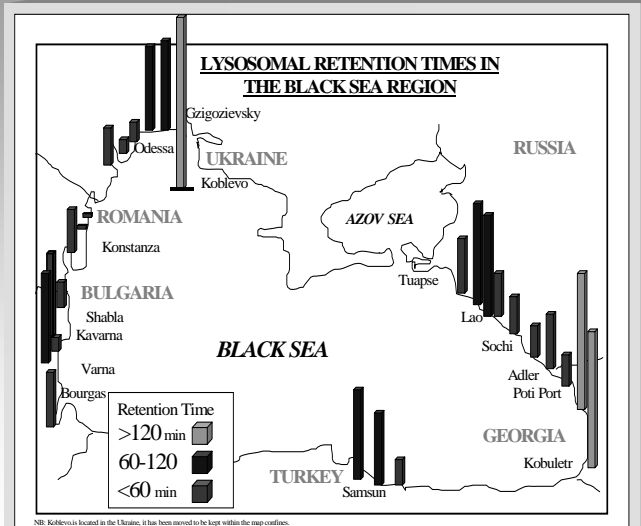 LYSOSOMAL RETENTION TIMES IN
THE BLACK SEA REGION
Gzigozievsky
Odessa
UKRAINE
RUSSIA
Koblevo
ROMANIA
AZOV SEA
Konstanza
Tuapse
BULGARIA
Shabla
Lao
Kavarna
Sochi
BLACK SEA
Varna
Adler
Bourgas
Poti Port
Retention Time
>120 min
60-120
<60 min
GEORGIA
Kobuletr
TURKEY
Samsun
NB: Koblevo.is located in the Ukraine, it has been moved to be kept within the map confines.